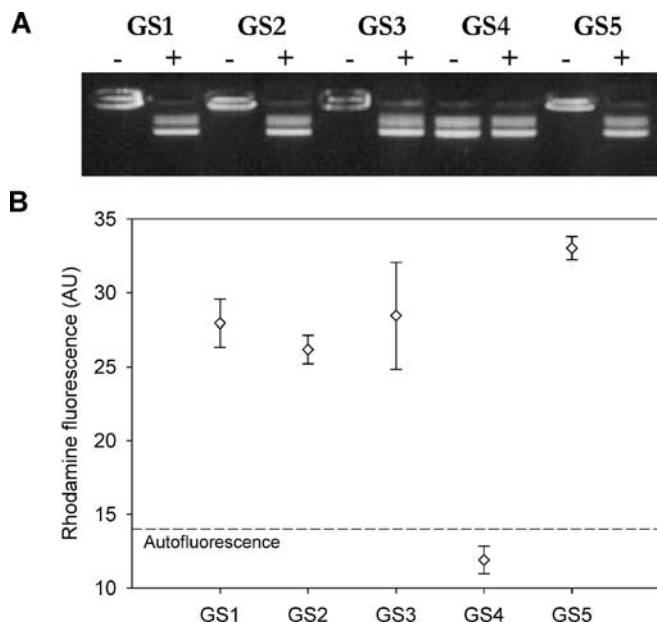 A
GS1 GS2 GS3 GS4 GS5
- + - + - + - + - +
B
35
30
25
20
15
10
Rhodamine fluorescence (AU)
Autofluorescence
GS1 GS2 GS3 GS4 GS5